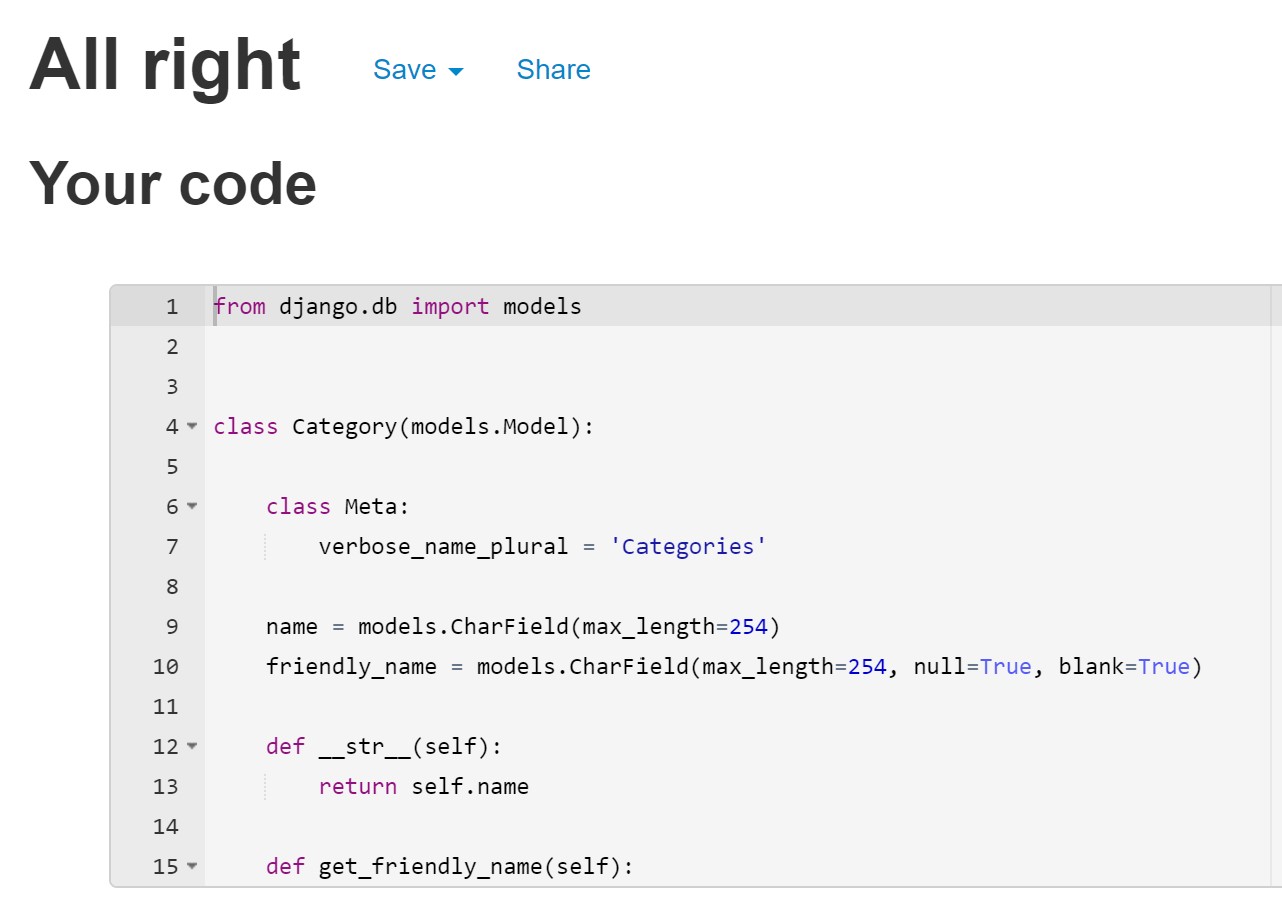 All right Save Share
Your code
1 from django.db import models
2
3
4 class Category(models.Model):
5
6     class Meta:
7         verbose_name_plural = 'Categories'
8
9     name = models.CharField(max_length=254)
10     friendly_name = models.CharField(max_length=254, null=True, blank=True)
11
12     def __str__(self):
13         return self.name
14
15     def get_friendly_name(self):